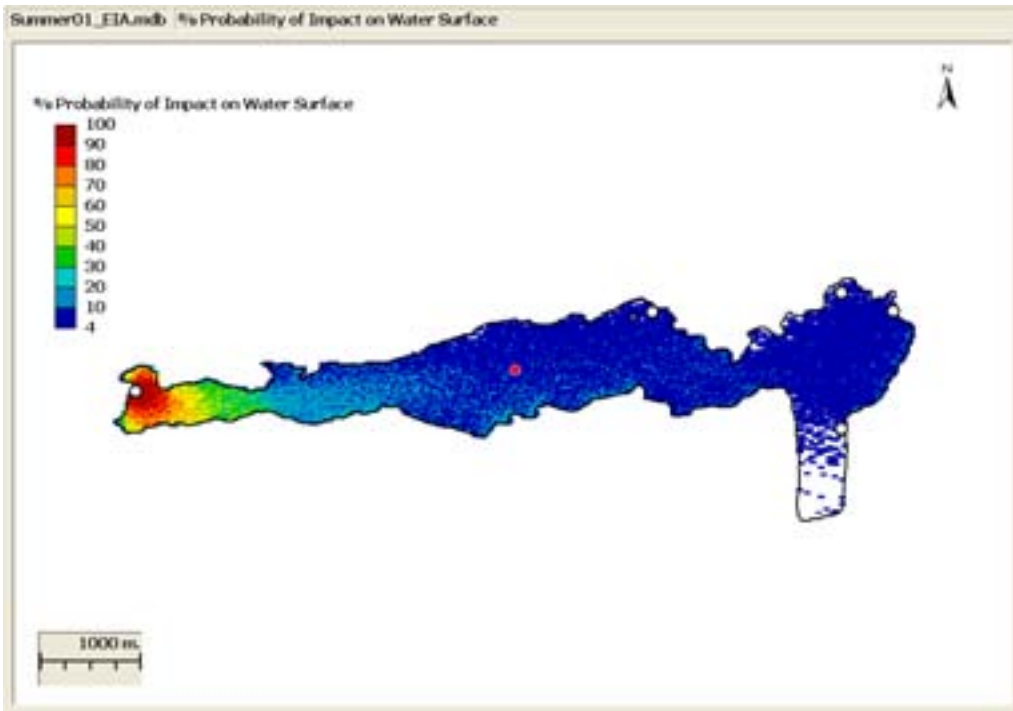 Summer01_EIA.mdb % Probability of Impact on Water Surface
N
% Probability of Impact on Water Surface
100
90
80
70
60
50
40
30
20
10
4
1000 m.